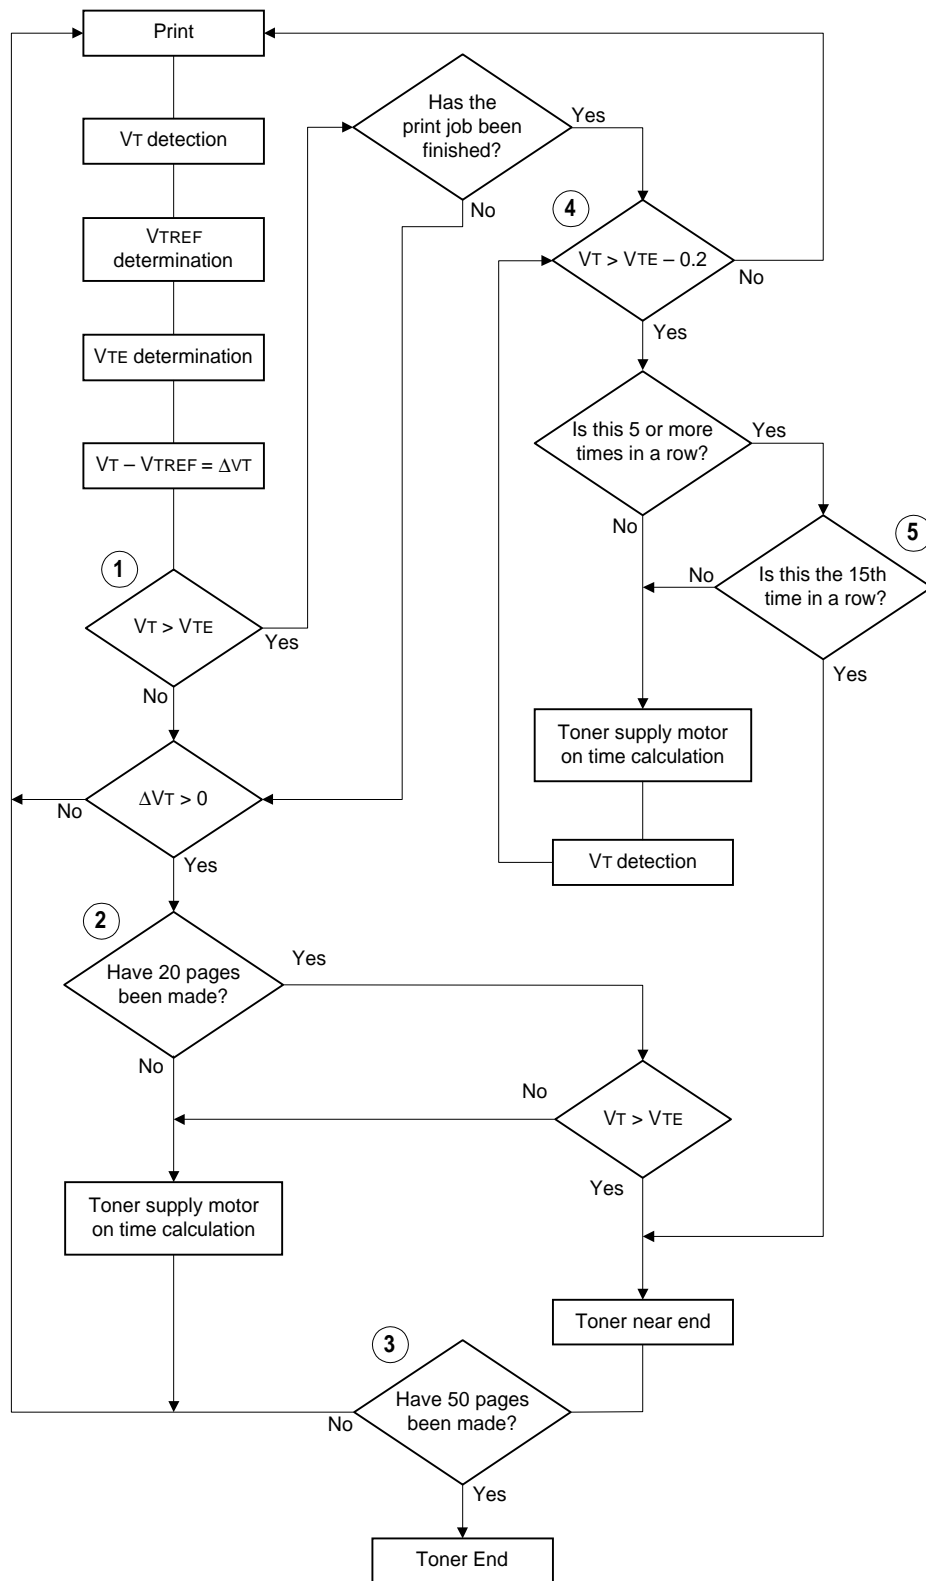 Print
VT detection
VTREF
determination
VTE determination
VT – VTREF = ΔVT
1
VT > VTE
Yes
No
Has the
print job been
finished?
Yes
No
4
VT > VTE – 0.2
No
Yes
Is this 5 or more
times in a row?
Yes
No
5
Is this the 15th
time in a row?
No
Yes
Toner supply motor
on time calculation
VT detection
ΔVT > 0
No
Yes
2
Have 20 pages
been made?
Yes
No
VT > VTE
No
Yes
Toner supply motor
on time calculation
Toner near end
3
Have 50 pages
been made?
No
Yes
Toner End